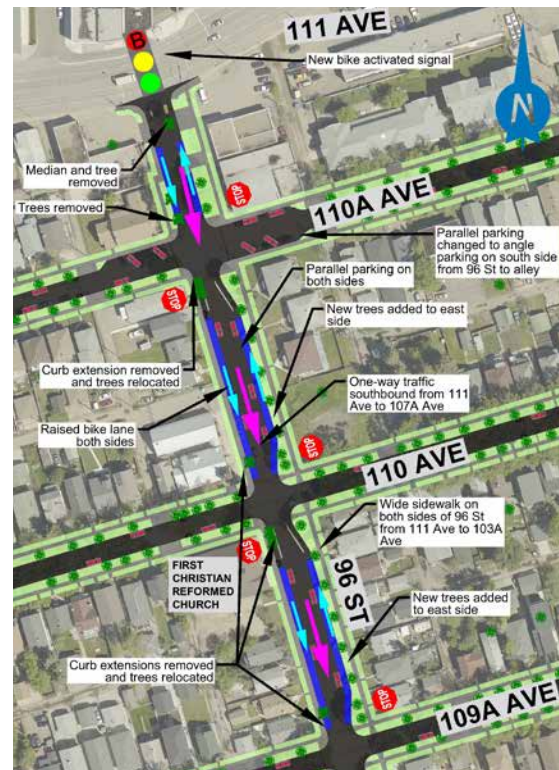 111 AVE
B
New bike activated signal
N
Median and tree
removed
STOP
110A AVE
Trees removed
Parallel parking
changed to angle
parking on south side
from 96 St to alley
Parallel parking on
both sides
STOP
New trees added to east
side
Curb extension removed
and trees relocated
One-way traffic
southbound from 111
Ave to 107A Ave
Raised bike lane
both sides
STOP
110 AVE
Wide sidewalk on
both sides of 96 St
from 111 Ave to 103A
Ave
STOP
FIRST
CHRISTIAN
REFORMED
CHURCH
96 ST
New trees added
to east side
Curb extensions removed
and trees relocated
STOP
109A AVE